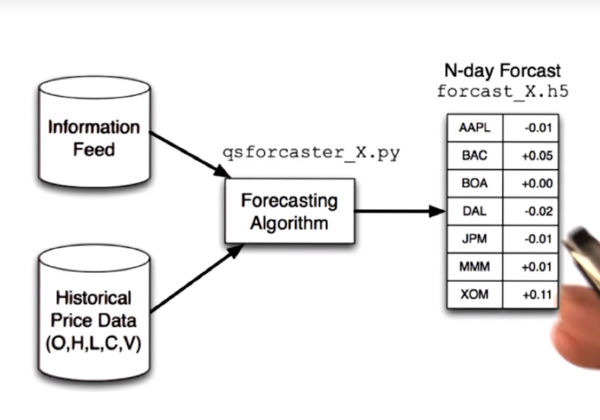 Information
Feed
Historical
Price Data
(O,H,L,C,V)
qsforcaster_X.py
Forecasting
Algorithm
N-day Forcast
forcast_X.h5
AAPL -0.01
BAC +0.05
BOA +0.00
DAL -0.02
JPM -0.01
MMM +0.01
XOM +0.11